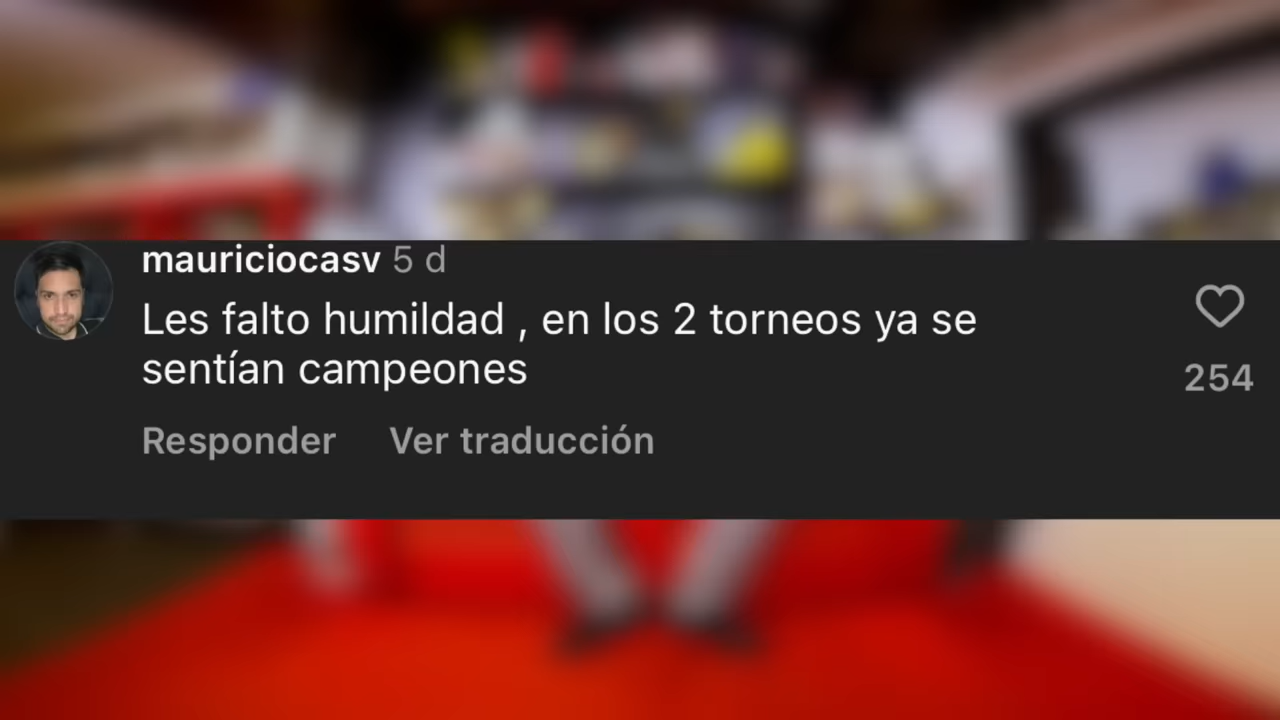 mauriciocasv 5 d
Les falto humildad , en los 2 torneos ya se
sentían campeones
254
Responder Ver traducción